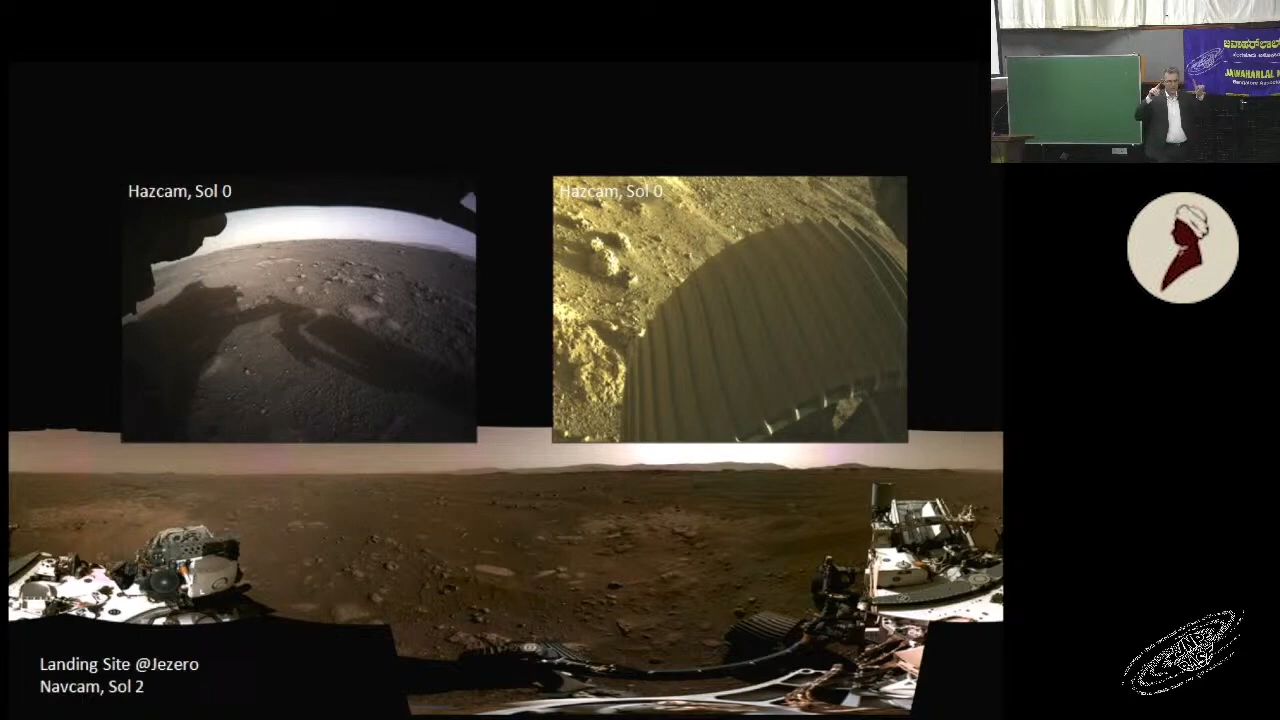 Hazcam, Sol 0
Hazcam, Sol 0
Landing Site @Jezero
Navcam, Sol 2
JAWAHARLAL